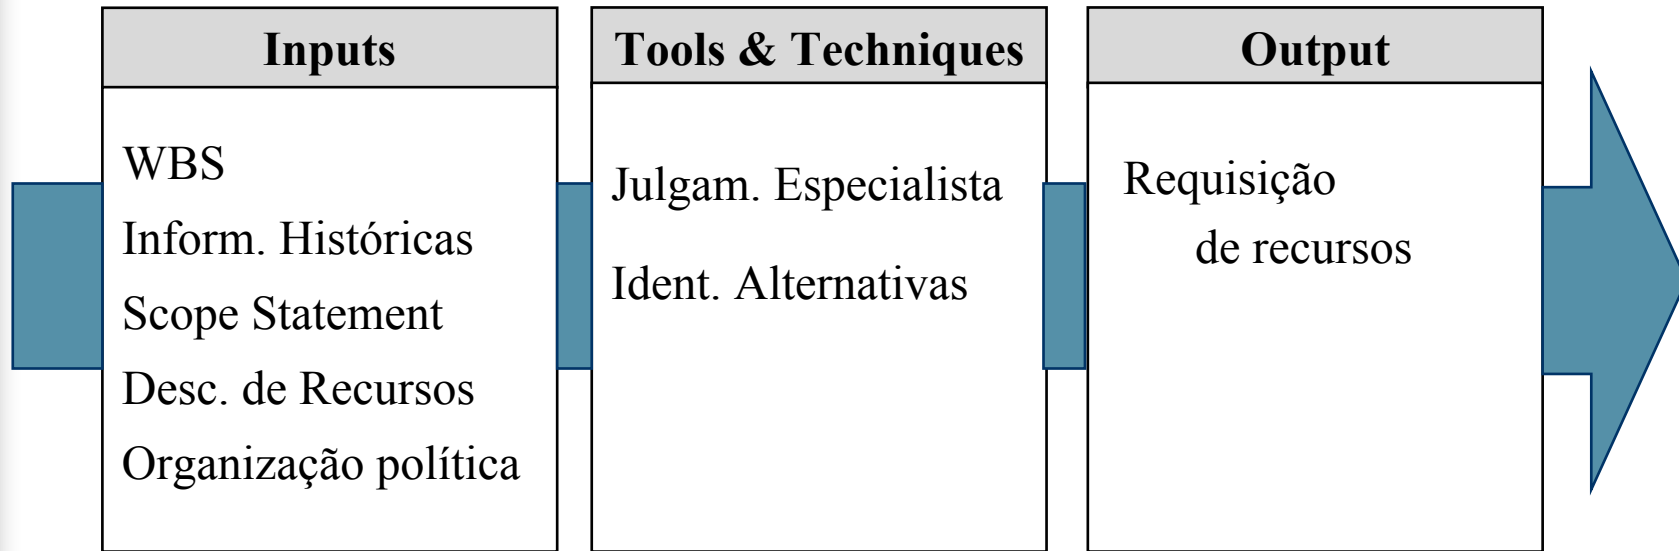 Inputs
WBS
Inform. Históricas
Scope Statement
Desc. de Recursos
Organização política
Tools & Techniques
Julgam. Especialista
Ident. Alternativas
Output
Requisição
de recursos